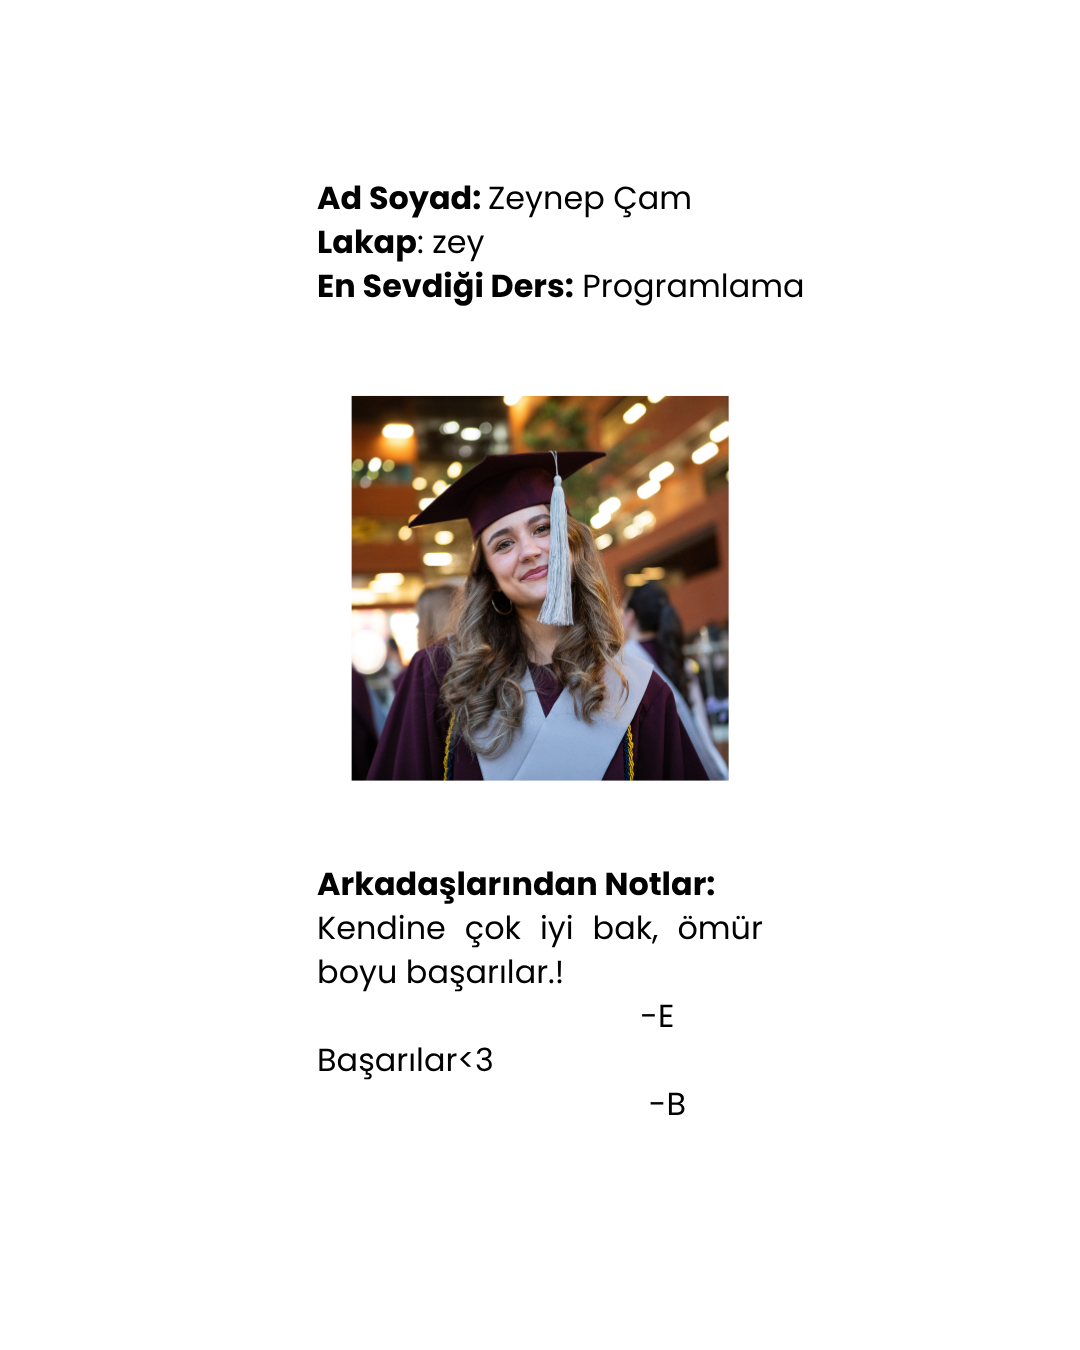 Ad Soyad: Zeynep Çam
Lakap: zey
En Sevdiği Ders: Programlama
Arkadaşlarından Notlar:
Kendine çok iyi bak, ömür
boyu başarılar.!
-E
Başarılar<3
-B